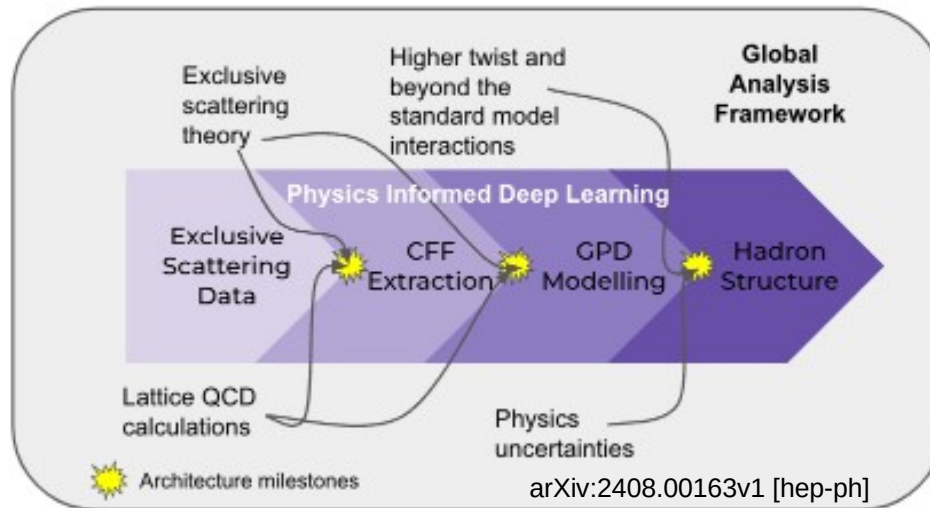 Exclusive
scattering
theory
Higher twist and
beyond the
standard model
interactions
Global
Analysis
Framework
Physics Informed Deep Learning
Exclusive
Scattering
Data
CFF
Extraction
GPD
Modelling
Hadron
Structure
Lattice QCD
calculations
Physics
uncertainties
Architecture milestones
arXiv:2408.00163v1 [hep-ph]